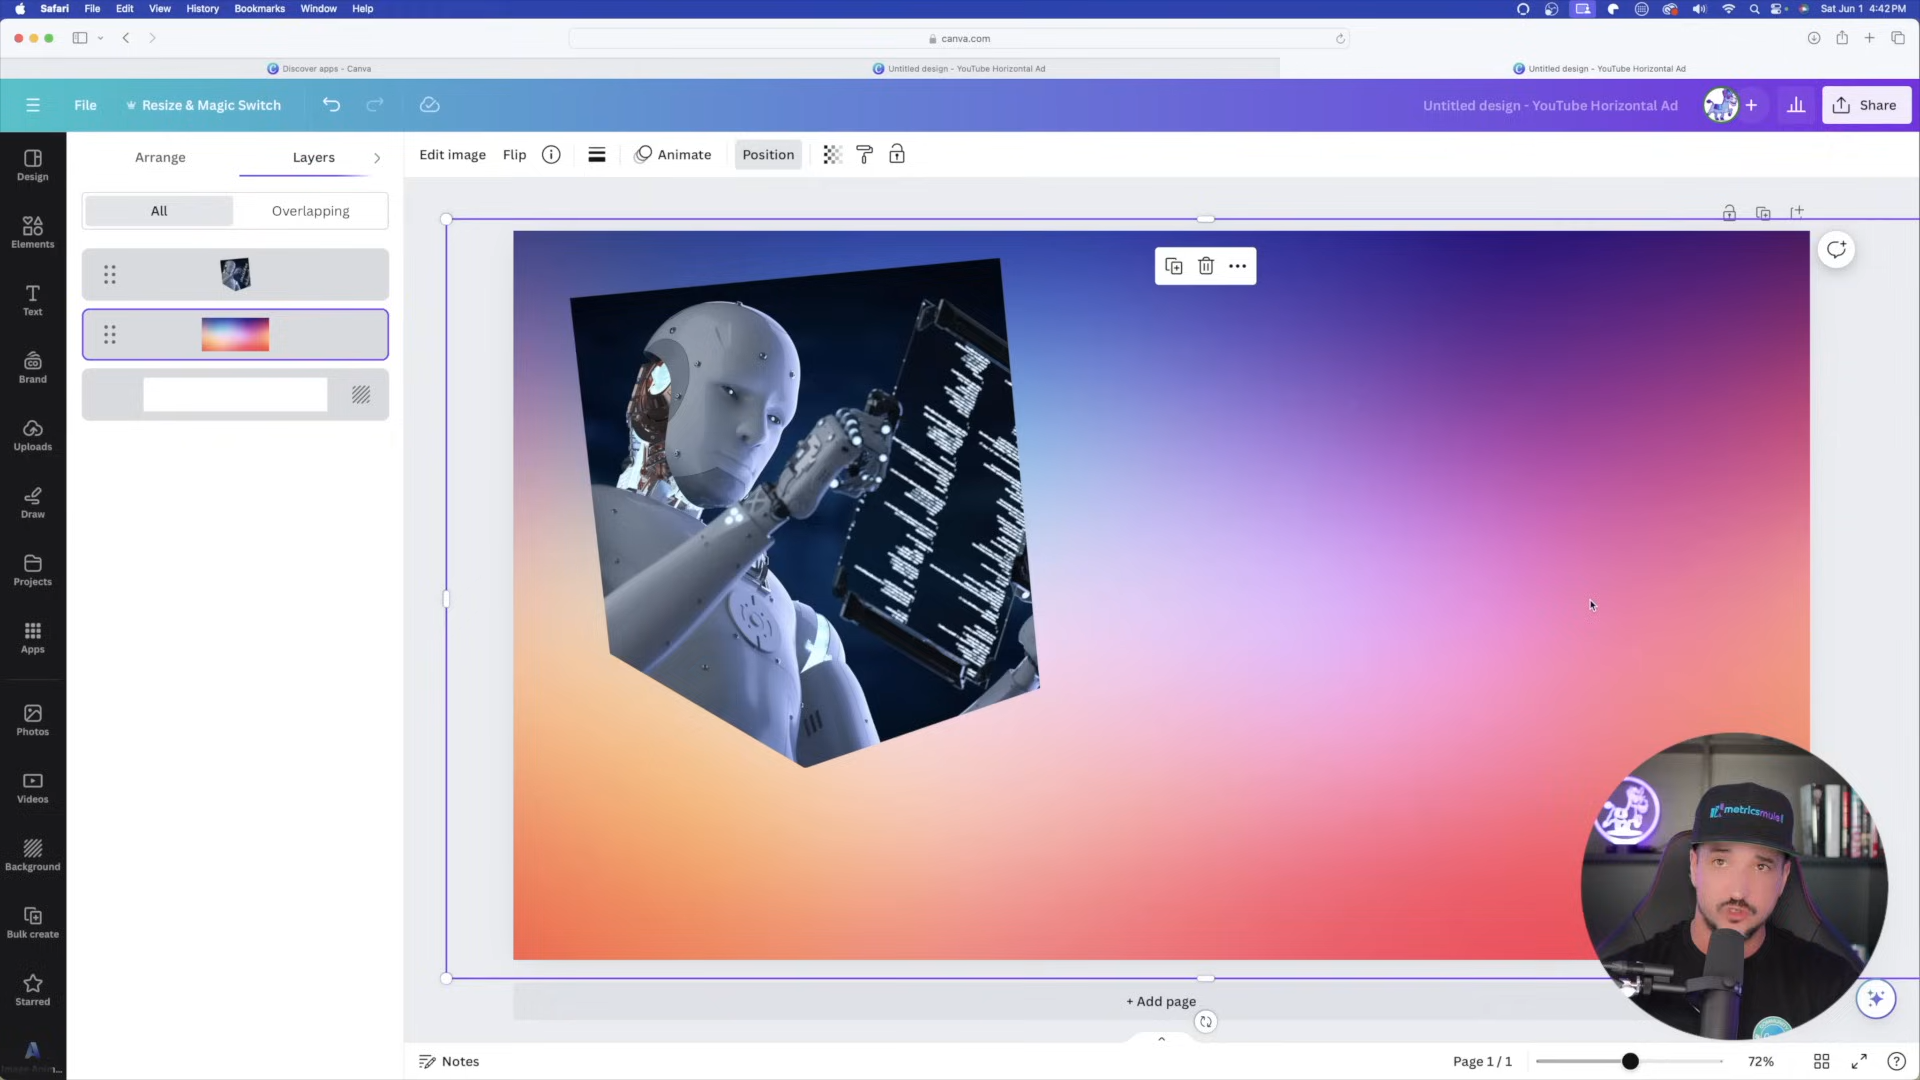 Safari File Edit View History Bookmarks Window Help
Sat Jun 1 4:42 PM
canva.com
Discover apps - Canva
Untitled design - YouTube Horizontal Ad
Untitled design - YouTube Horizontal Ad
File
Resize & Magic Switch
Untitled design - YouTube Horizontal Ad
Share
Design
Elements
Text
Brand
Uploads
Draw
Projects
Apps
Photos
Videos
Background
Bulk create
Starred
Arrange
Layers
All
Overlapping
Edit image
Flip
Animate
Position
metricsmule
+ Add page
Notes
Page 1 / 1
72%